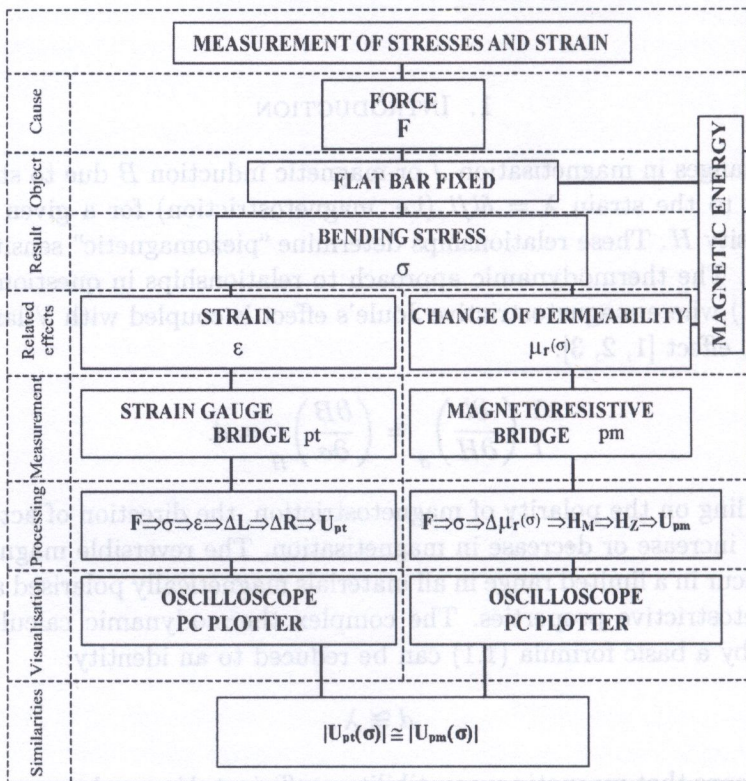 MEASUREMENT OF STRESSES AND STRAIN
Cause
FORCE
F
Object
FLAT BAR FIXED
MAGNETIC ENERGY
Result
BENDING STRESS
σ
Related effects
STRAIN
ε
CHANGE OF PERMEABILITY
μr(σ)
Measurement
STRAIN GAUGE
BRIDGE pt
MAGNETORESISTIVE
BRIDGE pm
Processing
F⇒σ⇒ε⇒ΔL⇒ΔR⇒Upt
F⇒σ⇒Δμr(σ) ⇒HM⇒HZ⇒Upm
Visualisation
OSCILLOSCOPE
PC PLOTTER
OSCILLOSCOPE
PC PLOTTER
Similarities
|Upt(σ)| ≅ |Upm(σ)|